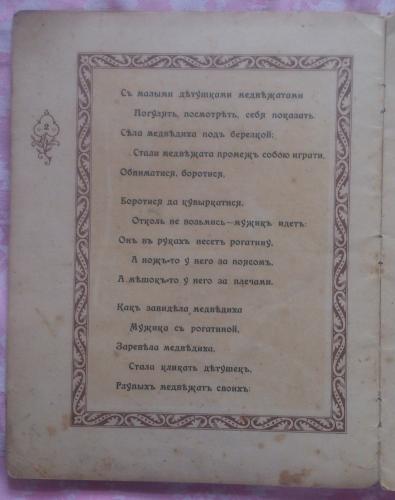 2
Съ малыми дѣтушками медвѣжатами
Погулять, посмотрѣть, себя показать.
Сѣла медвѣдиха подъ березкой;
Стали медвѣжата промежъ собою играти,
Обниматися, боротися,
Боротися да кувыркатися.
Отколь не возьмись—мужикъ идетъ:
Онъ въ рукахъ несетъ рогатину,
А ножъ-то у него за поясомъ,
А мѣшокъ-то у него за плечами.
Какъ завидѣла медвѣдиха
Мужика съ рогатиной,
Заревѣла медвѣдиха,
Стала кликать дѣтушекъ,
Глупыхъ медвѣжатъ своихъ: